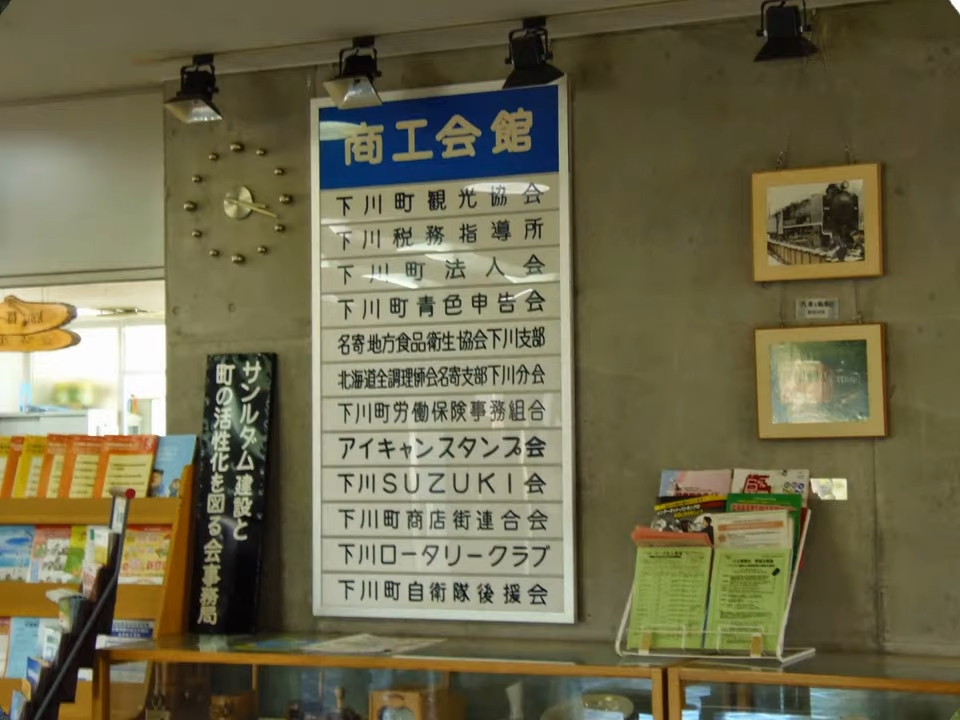 商工会館
下川町観光協会
下川税務指導所
下川町法人会
下川町青色申告会
名寄地方食品衛生協会下川支部
北海道全調理師会名寄支部下川分会
下川町労働保険事務組合
アイキャンスタンプ会
下川SUZUKI会
下川町商店街連合会
下川ロータリークラブ
下川町自衛隊後援会
サンルダム建設と
町の活性化を図る会事務局